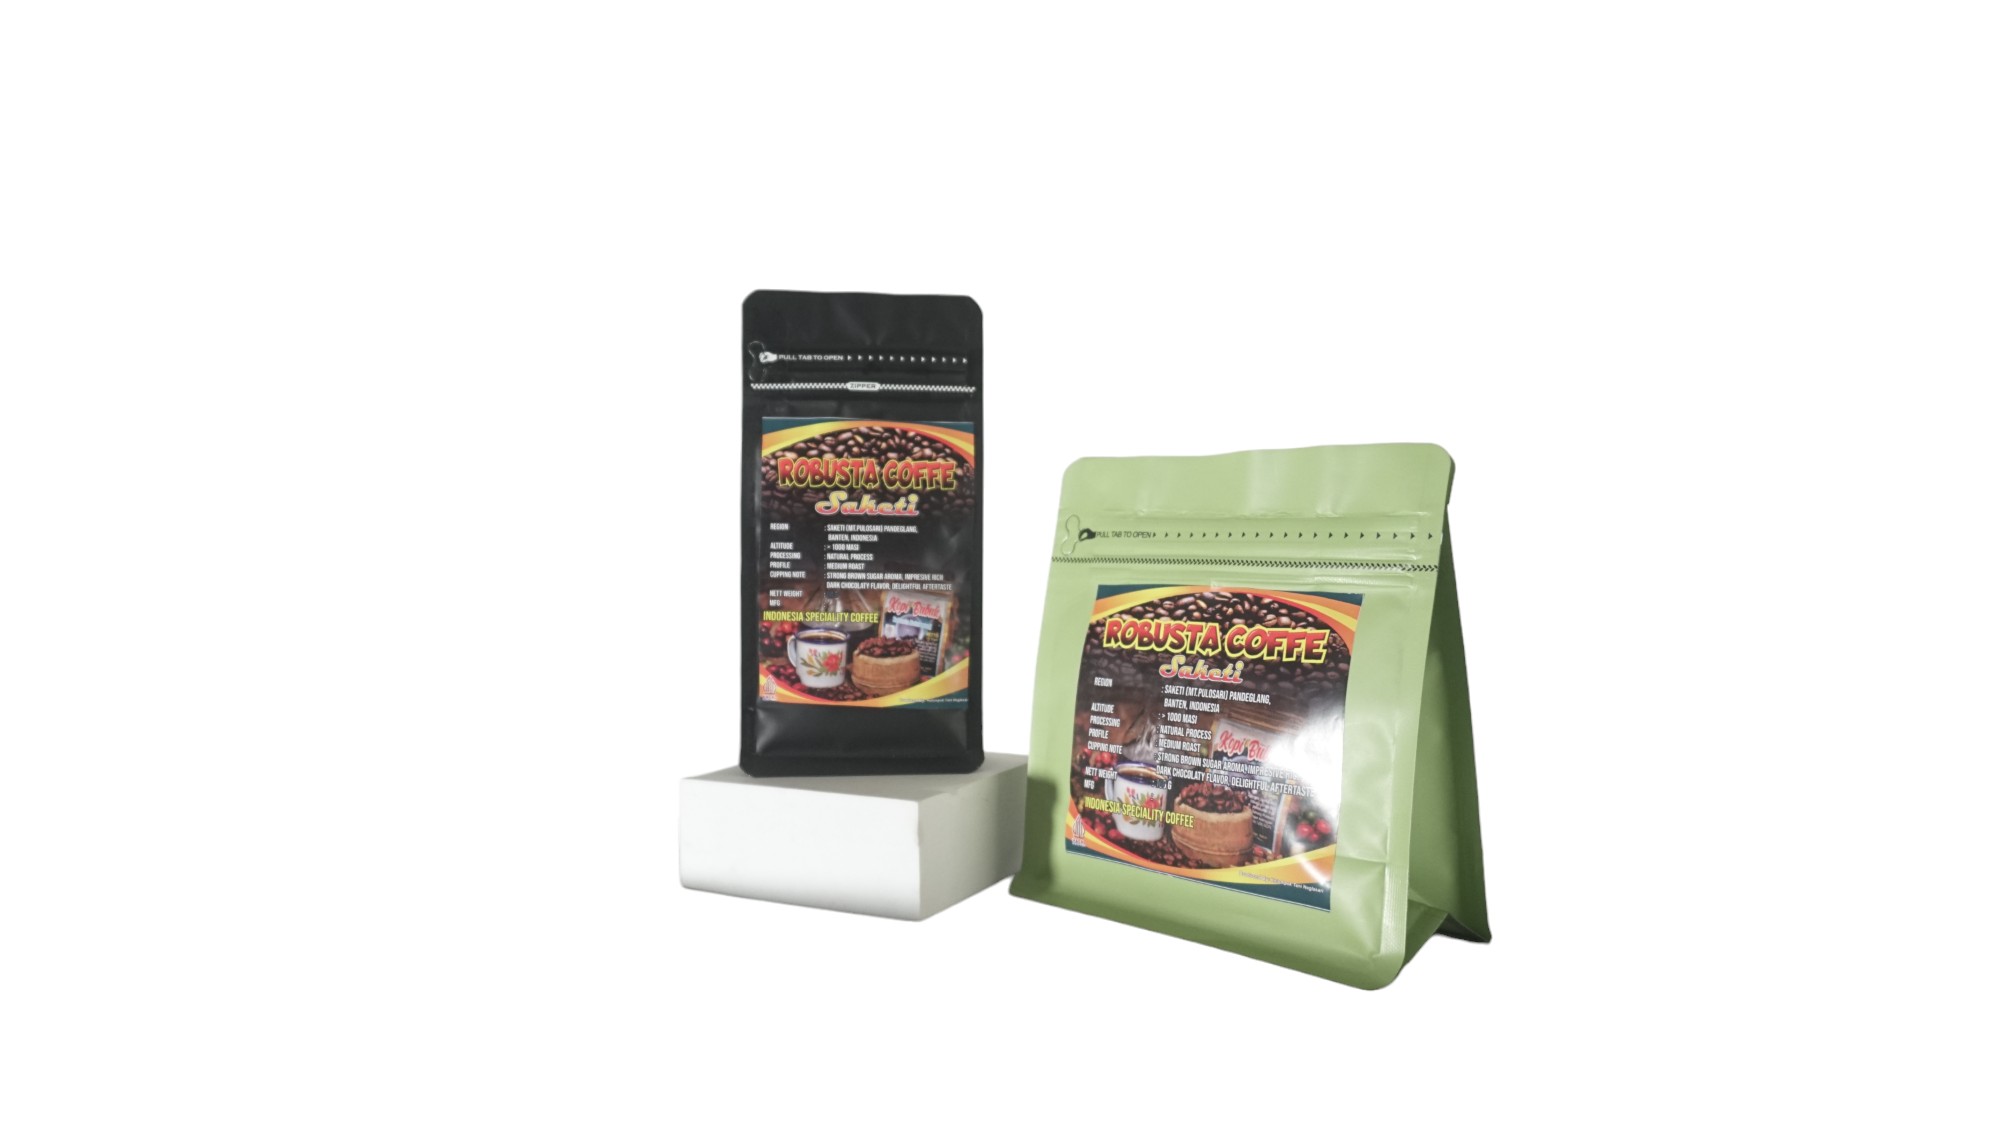 PULL TAB TO OPEN
ZIPPER
ROBUSTA COFFE
Saketi
REGION : SAKETI (MT.PULOSARI) PANDEGLANG,
BANTEN, INDONESIA
ALTITUDE : > 1000 MASI
PROCESSING : NATURAL PROCESS
PROFILE : MEDIUM ROAST
CUPPING NOTE : STRONG BROWN SUGAR AROMA, IMPRESIVE RICH
DARK CHOCOLATY FLAVOR, DELIGHTFUL AFTERTASTE
NETT WEIGHT
MFG
INDONESIA SPECIALITY COFFEE
Kopi Bubuk
PULL TAB TO OPEN
ROBUSTA COFFE
Saketi
REGION : SAKETI (MT.PULOSARI) PANDEGLANG,
BANTEN, INDONESIA
ALTITUDE : > 1000 MASI
PROCESSING : NATURAL PROCESS
PROFILE : MEDIUM ROAST
CUPPING NOTE : STRONG BROWN SUGAR AROMA, IMPRESIVE
DARK CHOCOLATY FLAVOR, DELIGHTFUL AFTERTASTE
NETT WEIGHT G
MFG
INDONESIA SPECIALITY COFFEE
Kopi